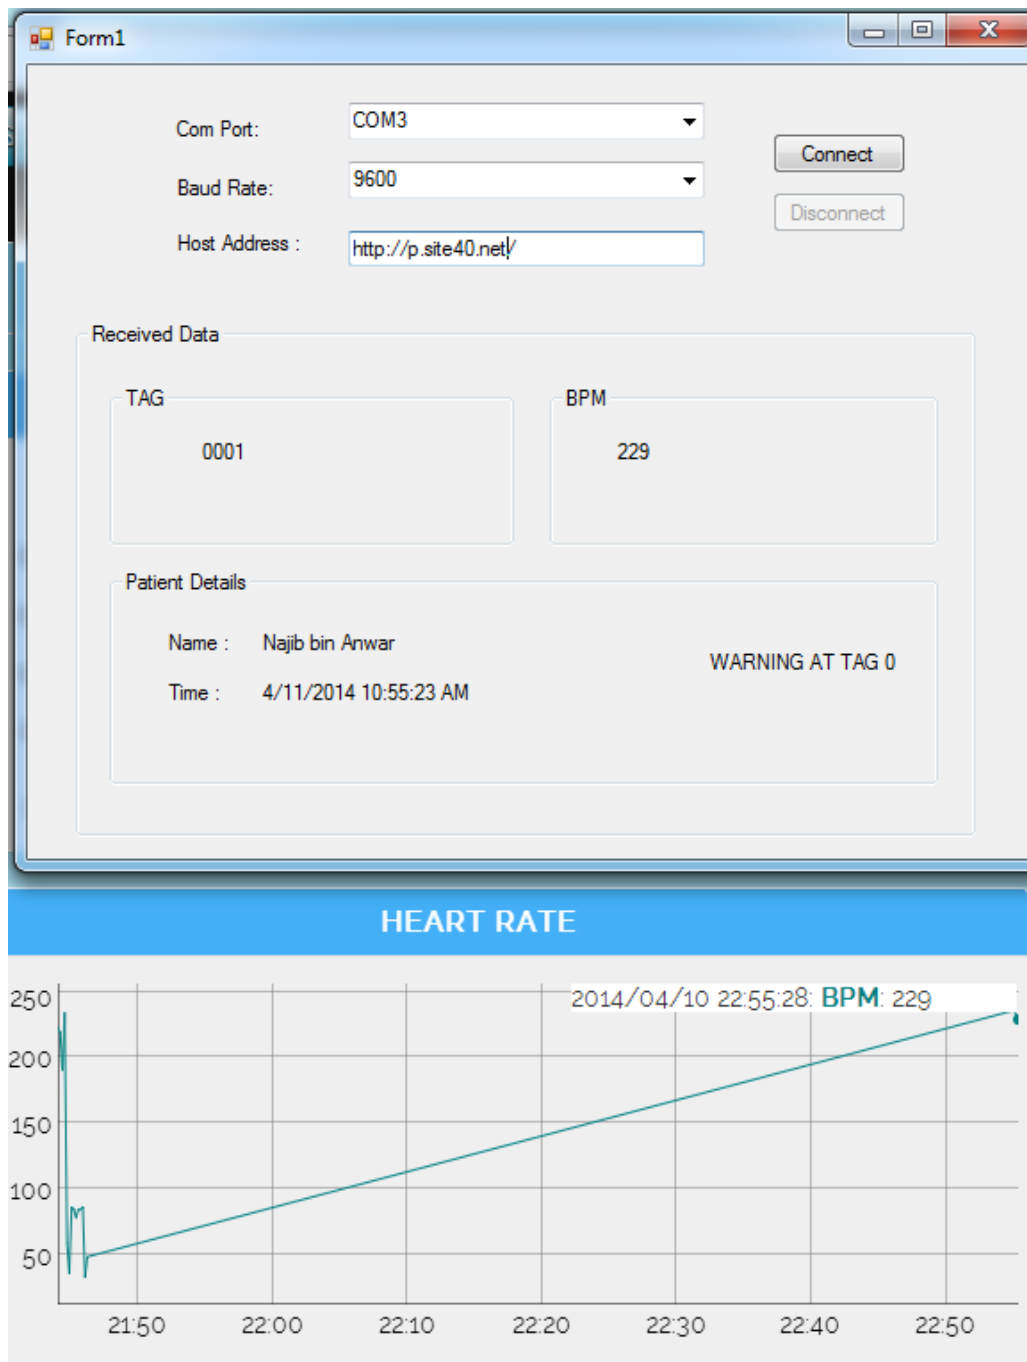 Form1
Com Port:
COM3
Connect
Baud Rate:
9600
Disconnect
Host Address :
http://p.site40.net/
Received Data
TAG
BPM
0001
229
Patient Details
Name :
Najib bin Anwar
WARNING AT TAG 0
Time :
4/11/2014 10:55:23 AM
HEART RATE
2014/04/10 22:55:28: BPM: 229
250
200
150
100
50
21:50 22:00 22:10 22:20 22:30 22:40 22:50